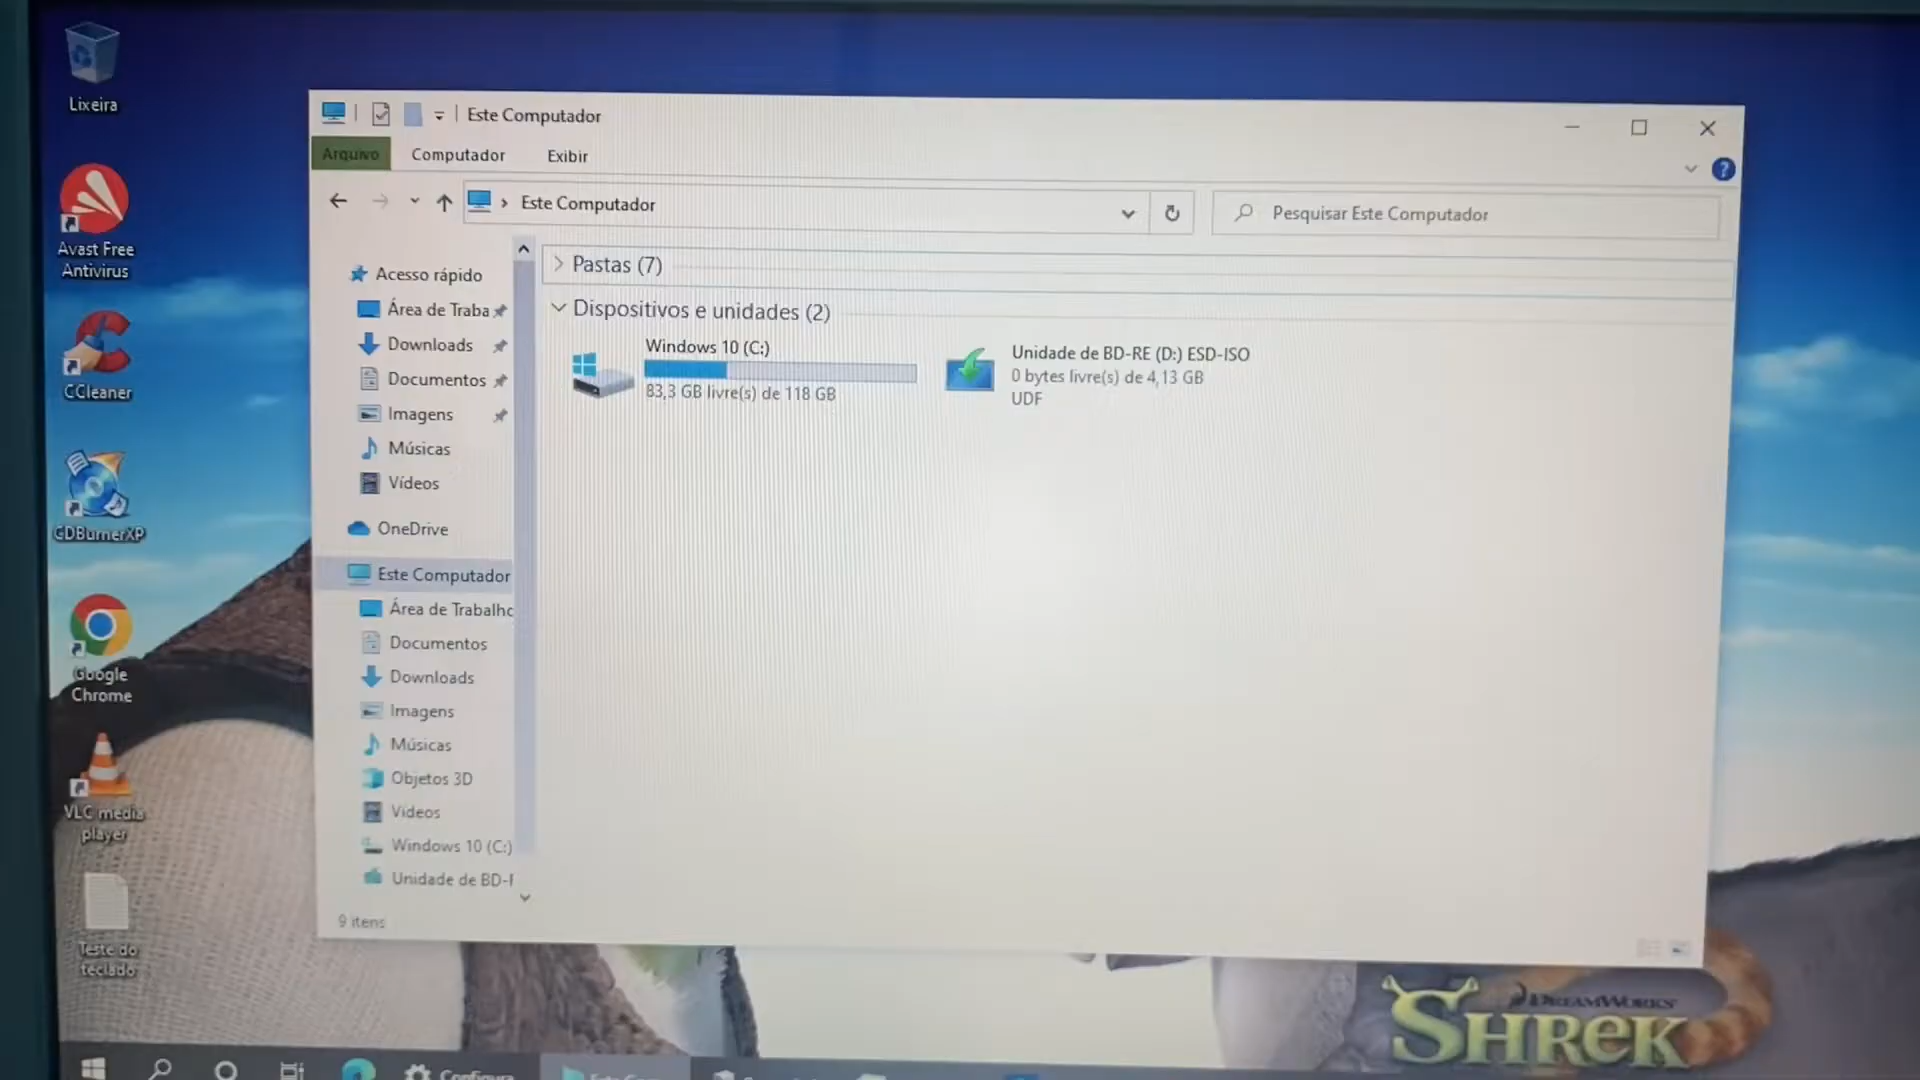 Lixeira
Avast Free
Antivirus
CCleaner
CDBurnerXP
Google
Chrome
VLC media
player
Teste do
teclado
Este Computador
Arquivo
Computador
Exibir
?
Este Computador
Pesquisar Este Computador
Acesso rápido
Área de Traba
Downloads
Documentos
Imagens
Músicas
Vídeos
OneDrive
Este Computador
Área de Trabalho
Documentos
Downloads
Imagens
Músicas
Objetos 3D
Vídeos
Windows 10 (C:)
Unidade de BD-R
9 itens
Pastas (7)
Dispositivos e unidades (2)
Windows 10 (C:)
83,3 GB livre(s) de 118 GB
Unidade de BD-RE (D:) ESD-ISO
0 bytes livre(s) de 4,13 GB
UDF
DREAMWORKS
SHREK
Configura